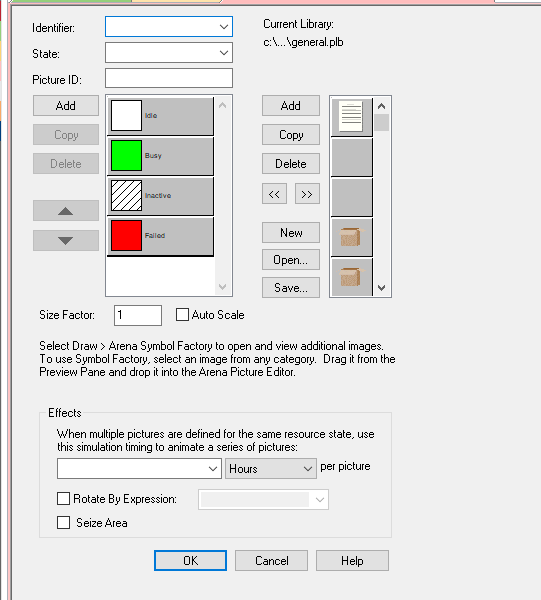 Identifier:
Current Library:
c:\...\general.plb
State:
Picture ID:
Add
Copy
Delete
Idle
Busy
Inactive
Failed
Add
Copy
Delete
<<
>>
New
Open...
Save...
Size Factor:
1
Auto Scale
Select Draw > Arena Symbol Factory to open and view additional images.
To use Symbol Factory, select an image from any category. Drag it from the
Preview Pane and drop it into the Arena Picture Editor.
Effects
When multiple pictures are defined for the same resource state, use
this simulation timing to animate a series of pictures:
Hours
per picture
Rotate By Expression:
Seize Area
OK
Cancel
Help